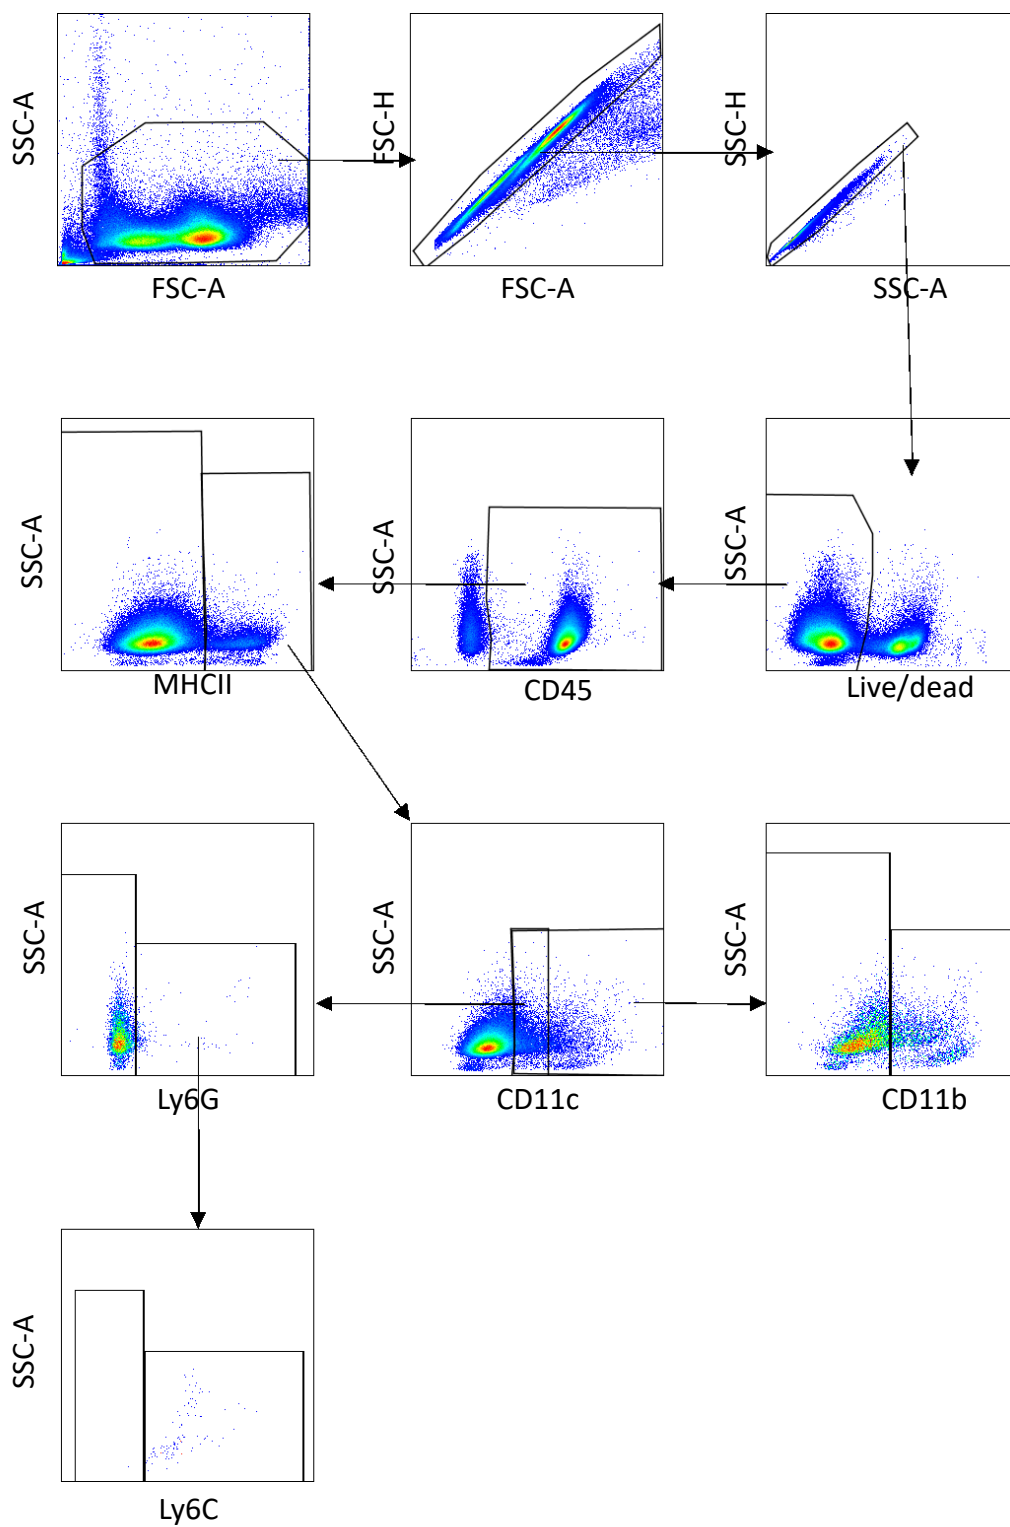 SSC-A
FSC-H
SSC-H
FSC-A
FSC-A
SSC-A
SSC-A
SSC-A
SSC-A
MHCII
CD45
Live/dead
SSC-A
SSC-A
SSC-A
Ly6G
CD11c
CD11b
SSC-A
Ly6C